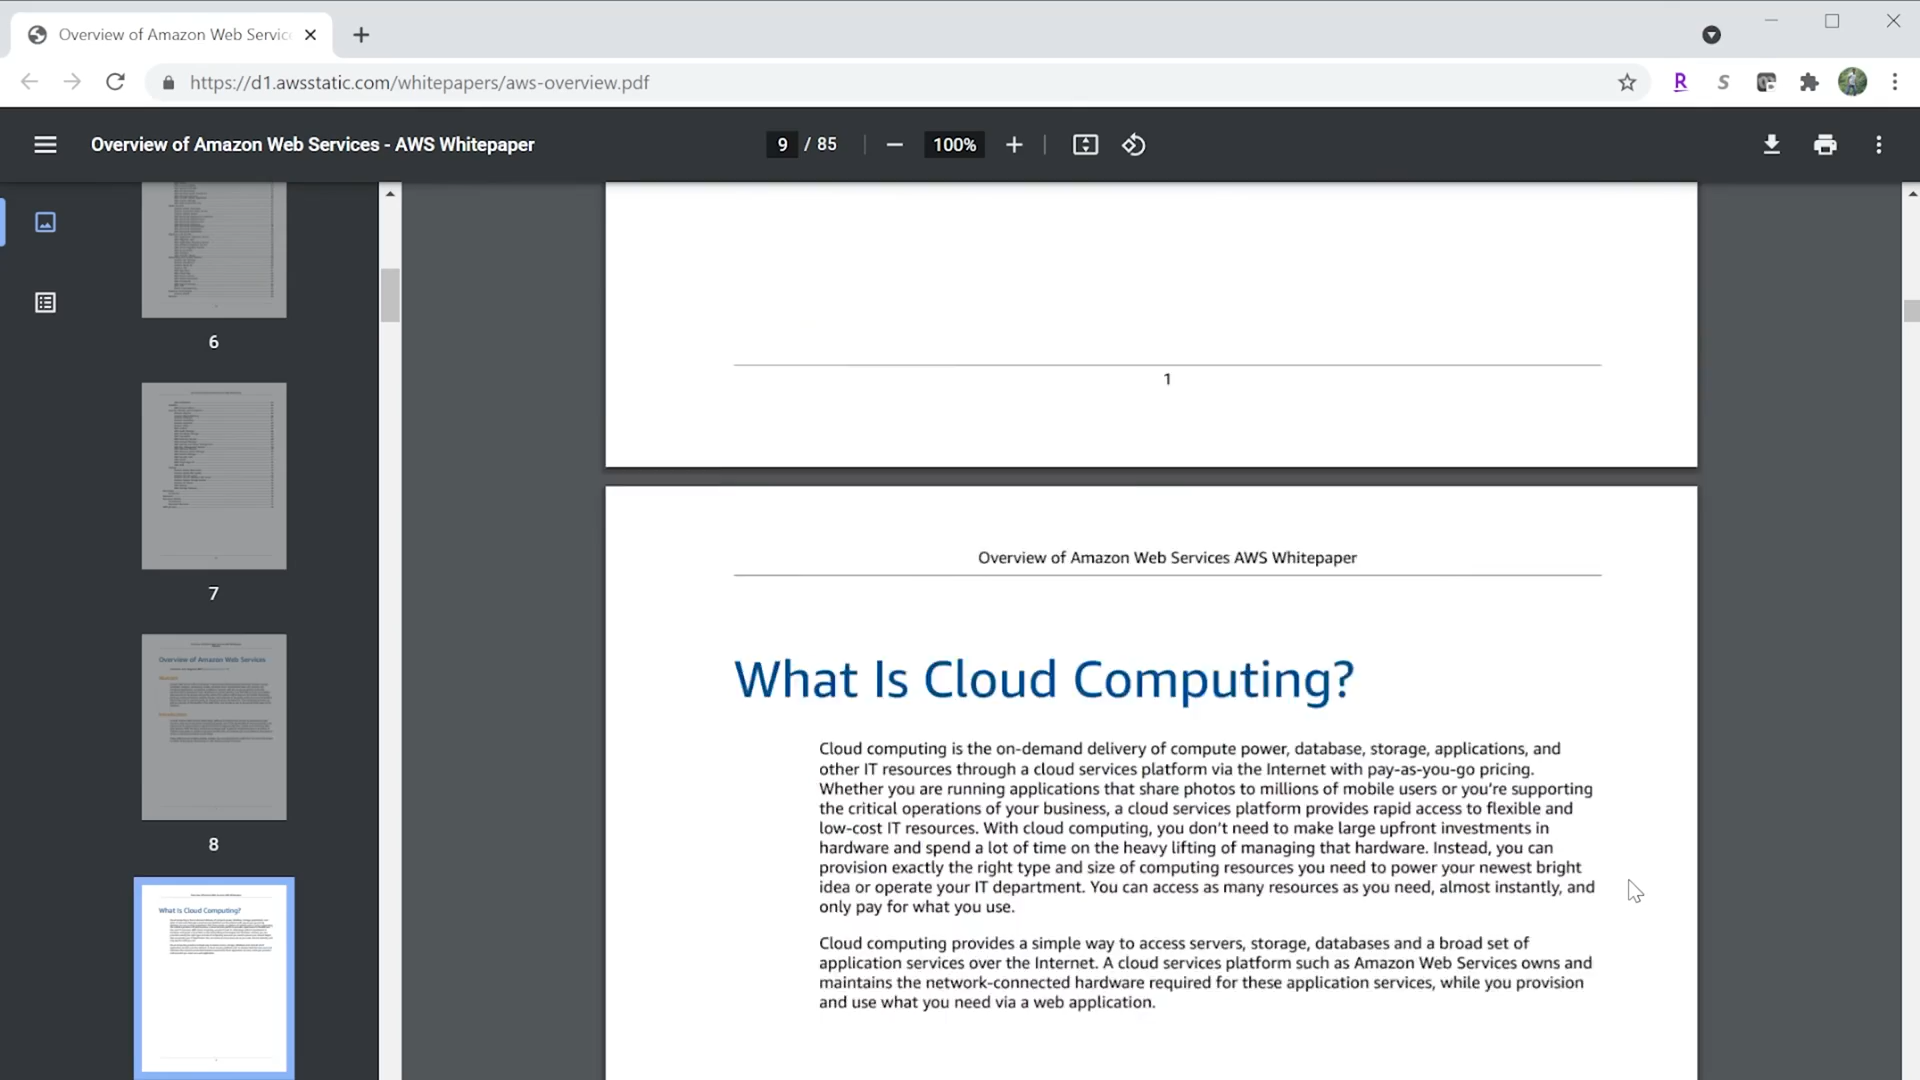 Overview of Amazon Web Servic
https://d1.awsstatic.com/whitepapers/aws-overview.pdf
R
S
Overview of Amazon Web Services - AWS Whitepaper
9 / 85
100%
6
7
Overview of Amazon Web Services
8
What Is Cloud Computing?
1
Overview of Amazon Web Services AWS Whitepaper
What Is Cloud Computing?
Cloud computing is the on-demand delivery of compute power, database, storage, applications, and
other IT resources through a cloud services platform via the Internet with pay-as-you-go pricing.
Whether you are running applications that share photos to millions of mobile users or you're supporting
the critical operations of your business, a cloud services platform provides rapid access to flexible and
low-cost IT resources. With cloud computing, you don't need to make large upfront investments in
hardware and spend a lot of time on the heavy lifting of managing that hardware. Instead, you can
provision exactly the right type and size of computing resources you need to power your newest bright
idea or operate your IT department. You can access as many resources as you need, almost instantly, and
only pay for what you use.
Cloud computing provides a simple way to access servers, storage, databases and a broad set of
application services over the Internet. A cloud services platform such as Amazon Web Services owns and
maintains the network-connected hardware required for these application services, while you provision
and use what you need via a web application.